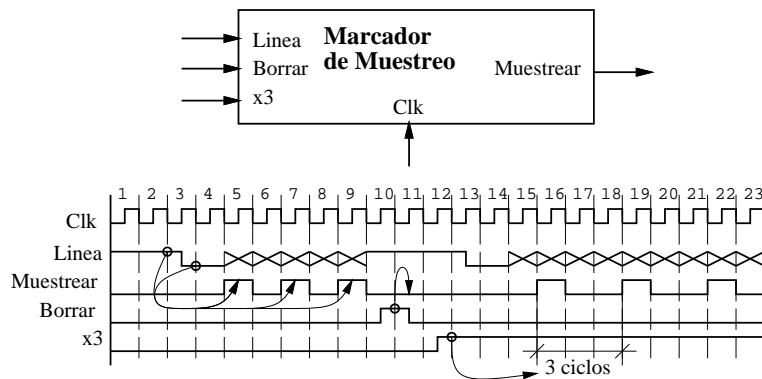 Linea
Marcador
de Muestreo
Borrar
Muestrear
x3
Clk
1 2 3 4 5 6 7 8 9 10 11 12 13 14 15 16 17 18 19 20 21 22 23
Clk
Linea
Muestrear
Borrar
x3
3 ciclos